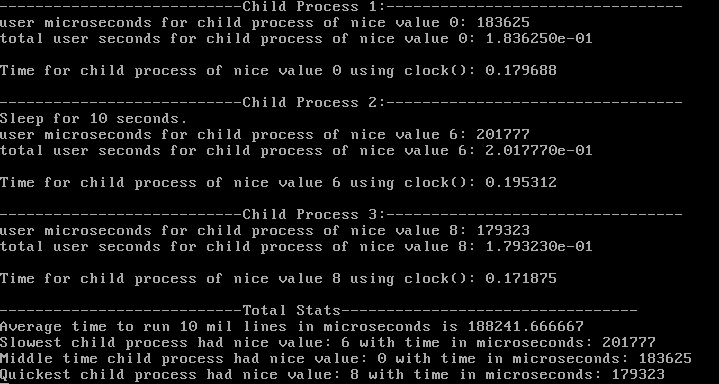 ---------------------------Child Process 1:---------------------------------
user microseconds for child process of nice value 0: 183625
total user seconds for child process of nice value 0: 1.836250e-01
Time for child process of nice value 0 using clock(): 0.179688
---------------------------Child Process 2:---------------------------------
Sleep for 10 seconds.
user microseconds for child process of nice value 6: 201777
total user seconds for child process of nice value 6: 2.017770e-01
Time for child process of nice value 6 using clock(): 0.195312
---------------------------Child Process 3:---------------------------------
user microseconds for child process of nice value 8: 179323
total user seconds for child process of nice value 8: 1.793230e-01
Time for child process of nice value 8 using clock(): 0.171875
---------------------------Total Stats---------------------------------
Average time to run 10 mil lines in microseconds is 188241.666667
Slowest child process had nice value: 6 with time in microseconds: 201777
Middle time child process had nice value: 0 with time in microseconds: 183625
Quickest child process had nice value: 8 with time in microseconds: 179323